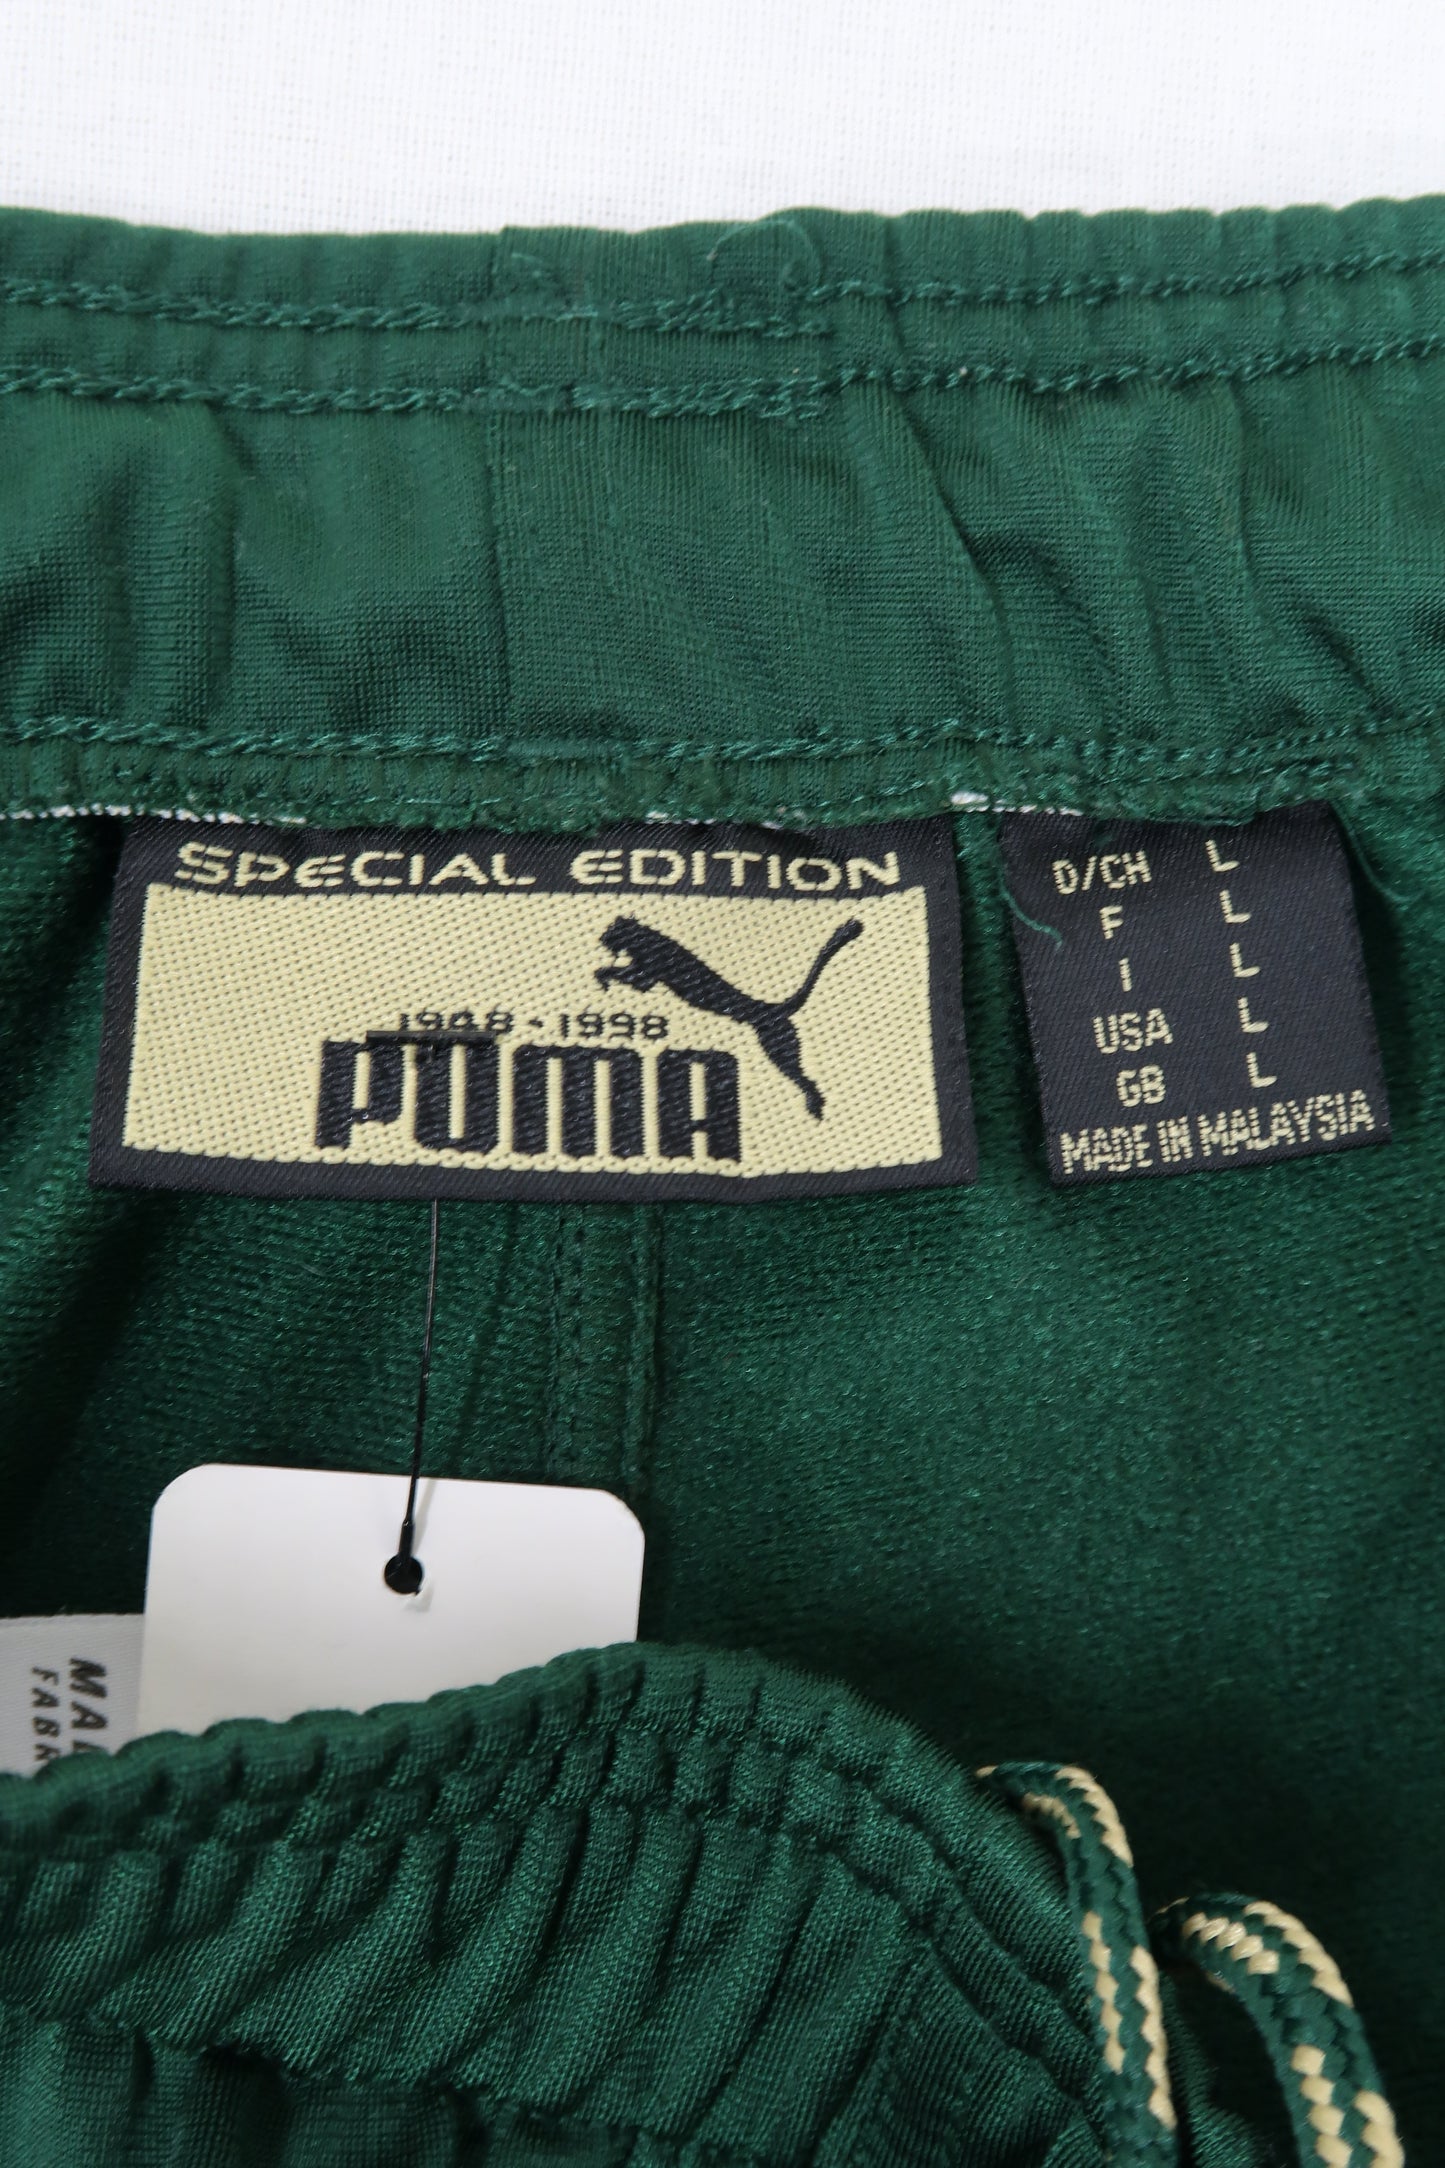 SPECIAL EDITION
1948-1998
PUMA
D/CH L
F L
I L
USA L
GB L
MADE IN MALAYSIA